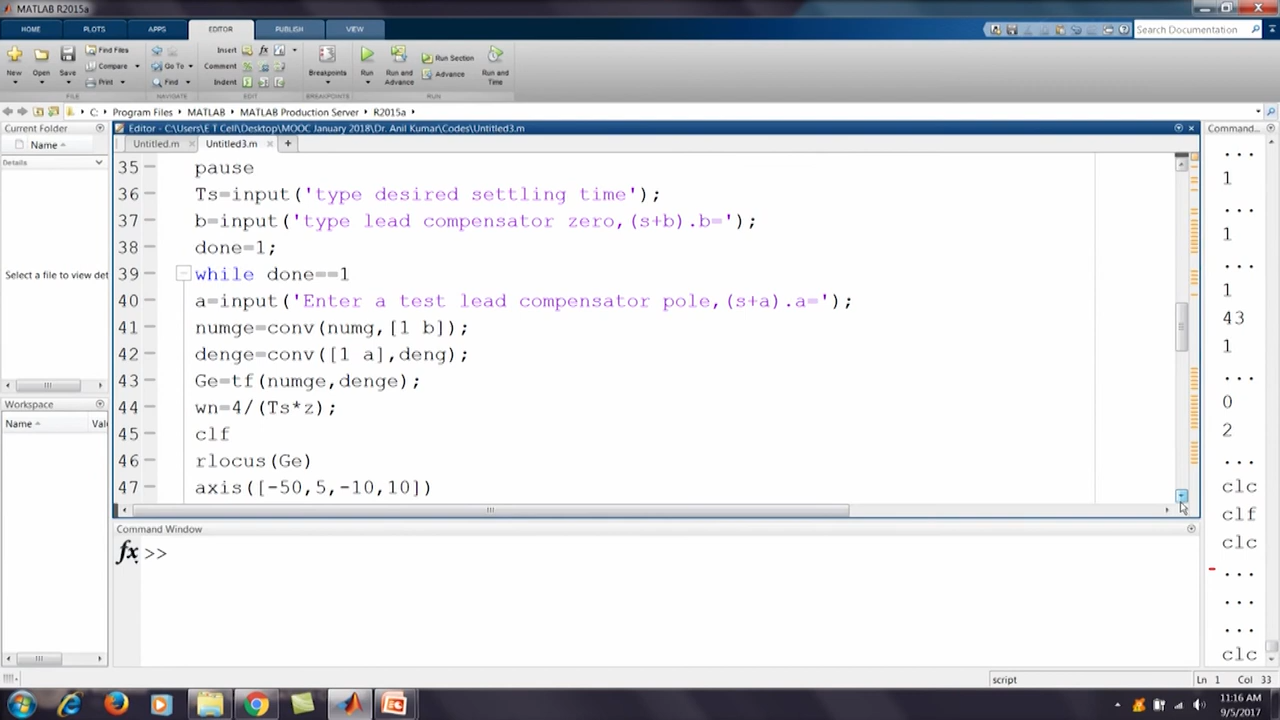 MATLAB R2015a
HOME PLOTS APPS EDITOR PUBLISH VIEW
Search Documentation
New Open Save Find Files Compare Print
Go To Find
Insert fx Comment Indent
Breakpoints Run Run and Advance Run Section Advance Run and Time
FILE NAVIGATE EDIT BREAKPOINTS RUN
C: Program Files MATLAB MATLAB Production Server R2015a
Current Folder
Name
Details
Select a file to view det
Workspace
Name Val
Editor - C:\Users\E T Cell\Desktop\MOOC January 2018\Dr. Anil Kumar\Codes\Untitled3.m
Untitled.m Untitled3.m
35 pause
36 Ts=input('type desired settling time');
37 b=input('type lead compensator zero,(s+b).b=');
38 done=1;
39 while done==1
40 a=input('Enter a test lead compensator pole,(s+a).a=');
41 numge=conv(numg,[1 b]);
42 denge=conv([1 a],deng);
43 Ge=tf(numge,denge);
44 wn=4/(Ts*z);
45 clf
46 rlocus(Ge)
47 axis([-50,5,-10,10])
Command Window
fx >>
Command...
...
1
...
1
...
1
43
1
...
0
2
...
clc
clf
clc
...
...
...
clc
script Ln 1 Col 33
11:16 AM
9/5/2017